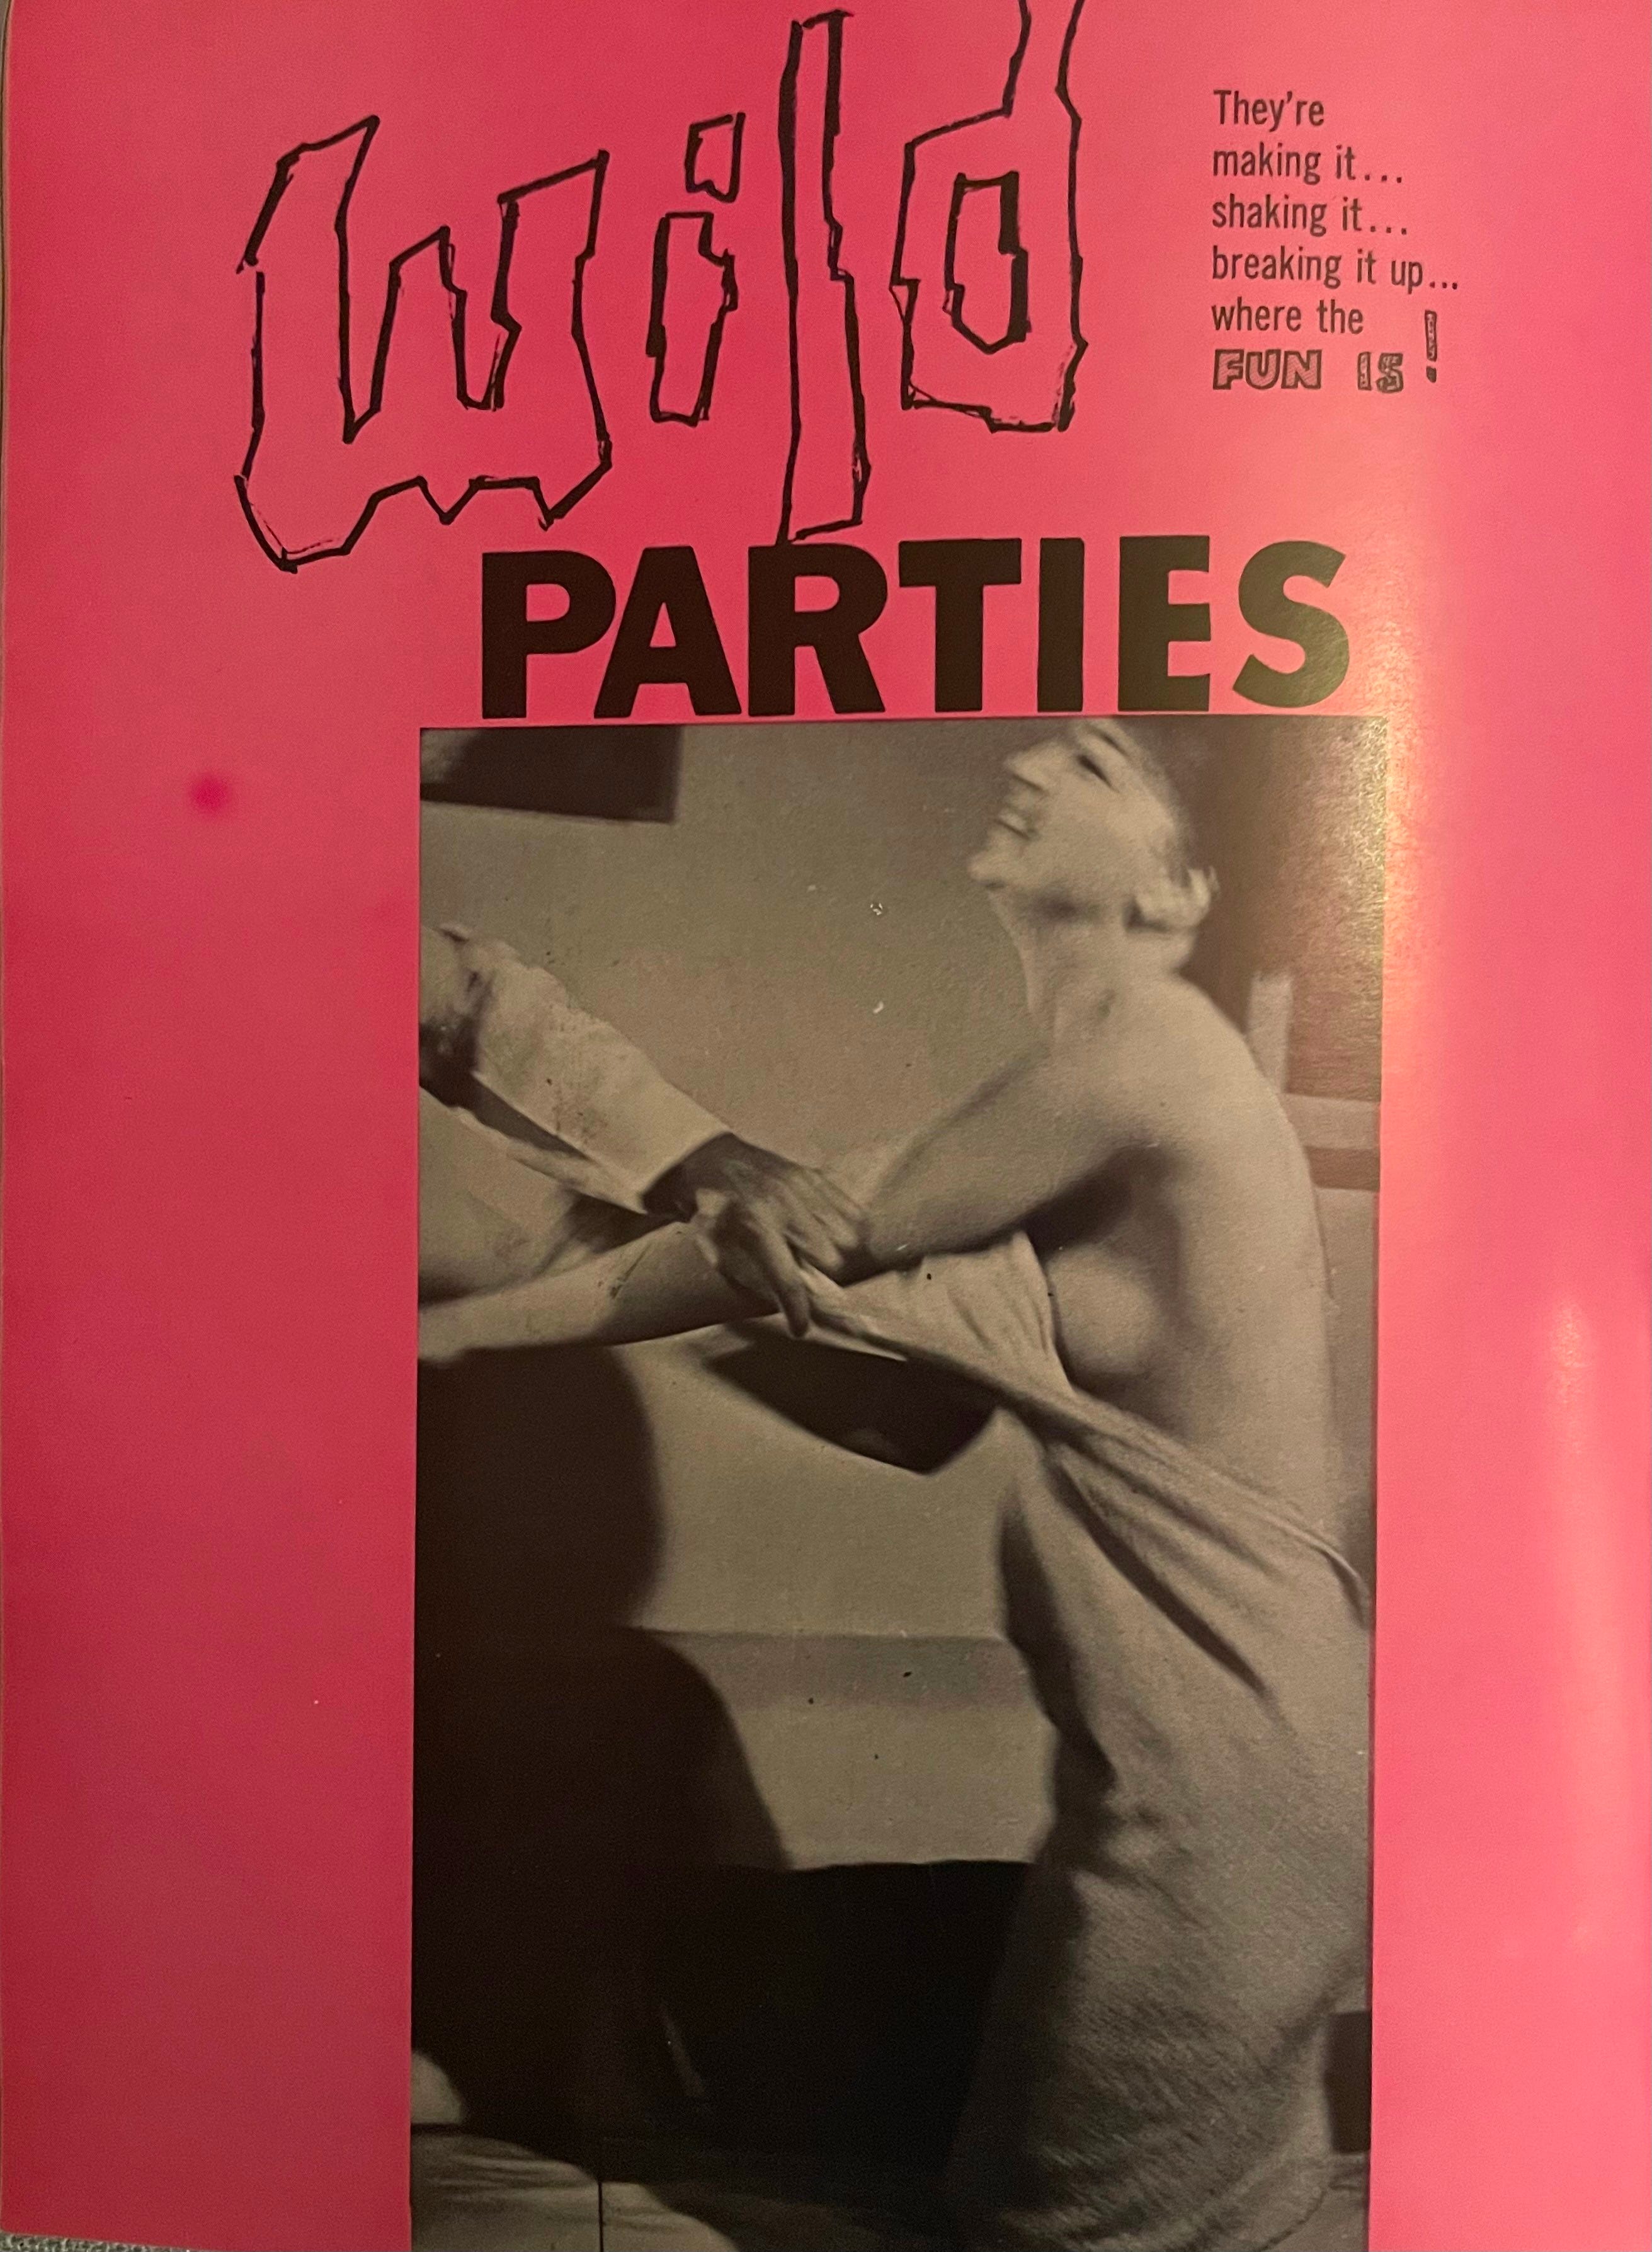 wild
PARTIES
They're
making it...
shaking it...
breaking it up...
where the
FUN IS!